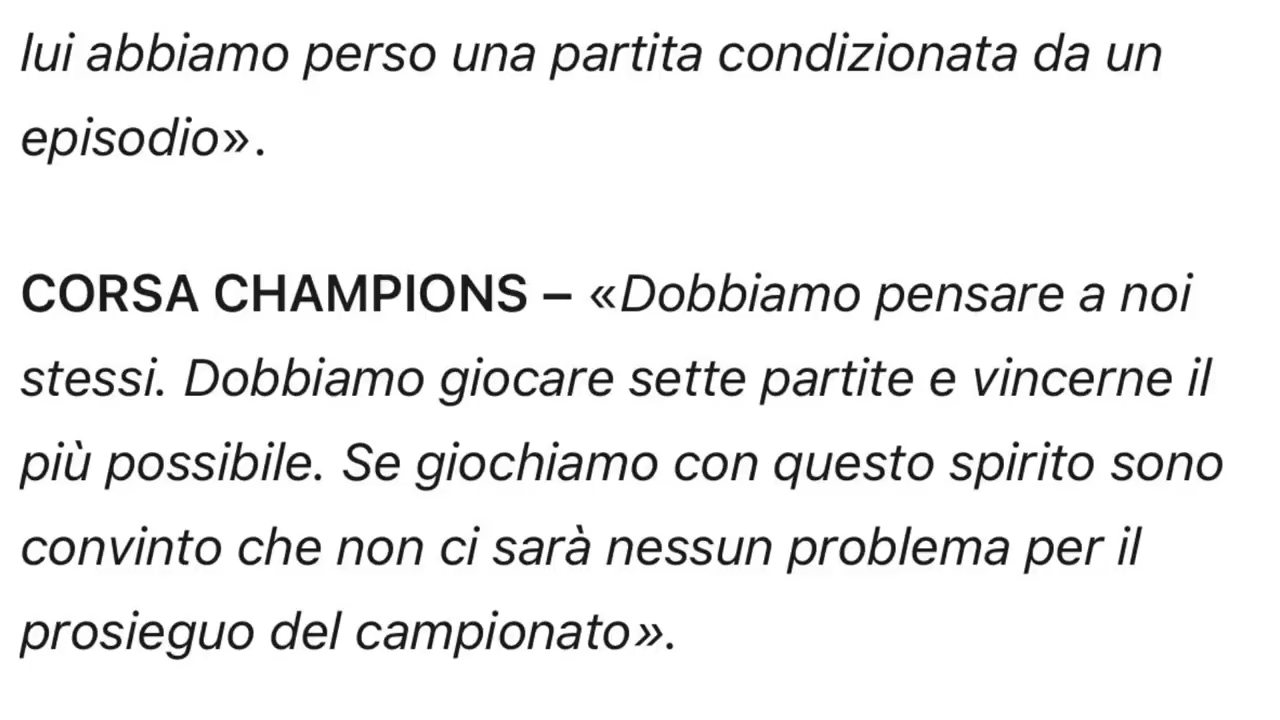 lui abbiamo perso una partita condizionata da un
episodio».
CORSA CHAMPIONS – «Dobbiamo pensare a noi
stessi. Dobbiamo giocare sette partite e vincerne il
più possibile. Se giochiamo con questo spirito sono
convinto che non ci sarà nessun problema per il
prosieguo del campionato».